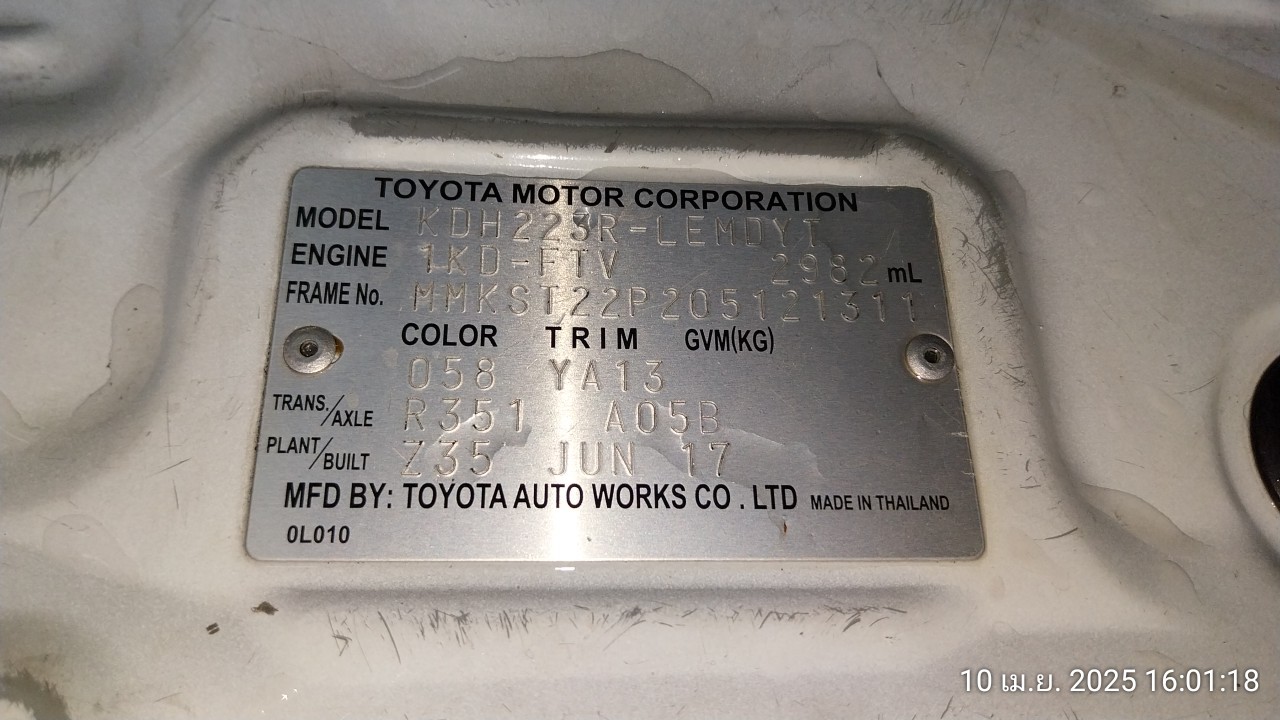 TOYOTA MOTOR CORPORATION
MODEL KDH223R-LEMDYT
ENGINE 1KD-FTV 2982 mL
FRAME No. MMKST22P205121311
COLOR TRIM GVM(KG)
058 YA13
TRANS./AXLE R351 A05B
PLANT/BUILT Z35 JUN 17
MFD BY: TOYOTA AUTO WORKS CO . LTD MADE IN THAILAND
0L010
10 เม.ย. 2025 16:01:18